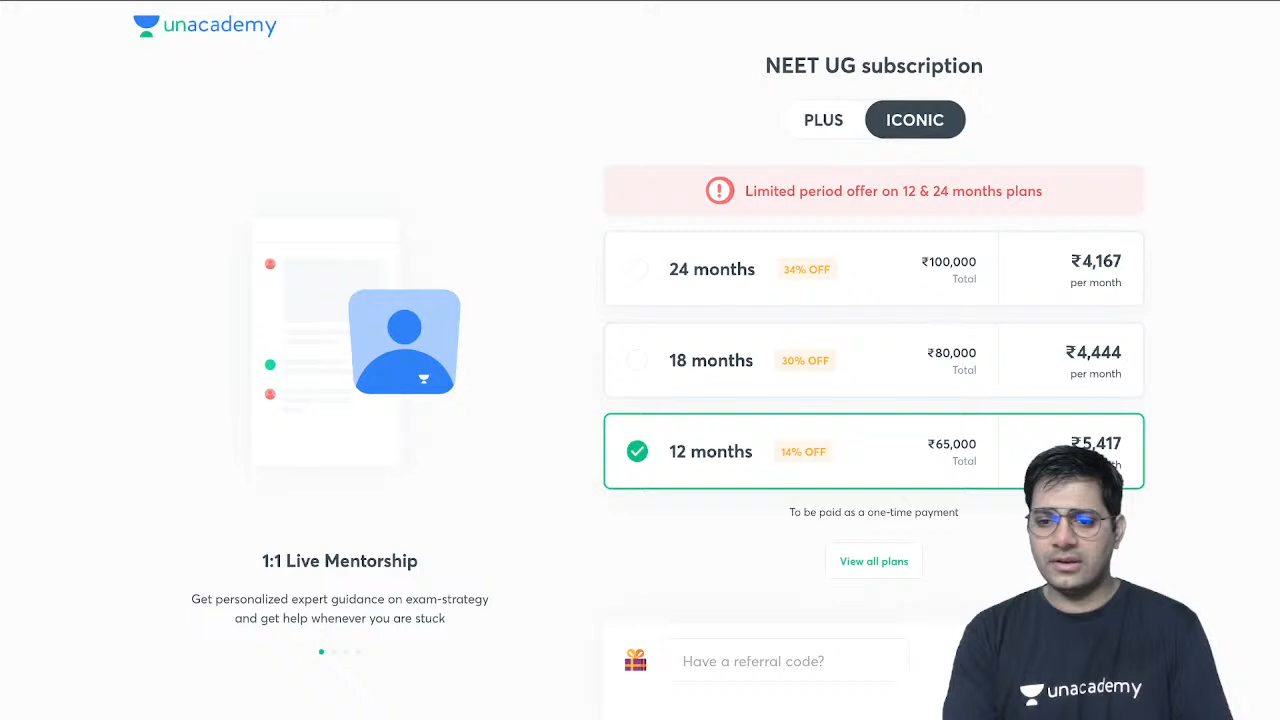 unacademy
NEET UG subscription
PLUS ICONIC
Limited period offer on 12 & 24 months plans
24 months 34% OFF ₹100,000 Total ₹4,167 per month
18 months 30% OFF ₹80,000 Total ₹4,444 per month
12 months 14% OFF ₹65,000 Total ₹5,417
To be paid as a one-time payment
View all plans
1:1 Live Mentorship
Get personalized expert guidance on exam-strategy
and get help whenever you are stuck
Have a referral code?
unacademy